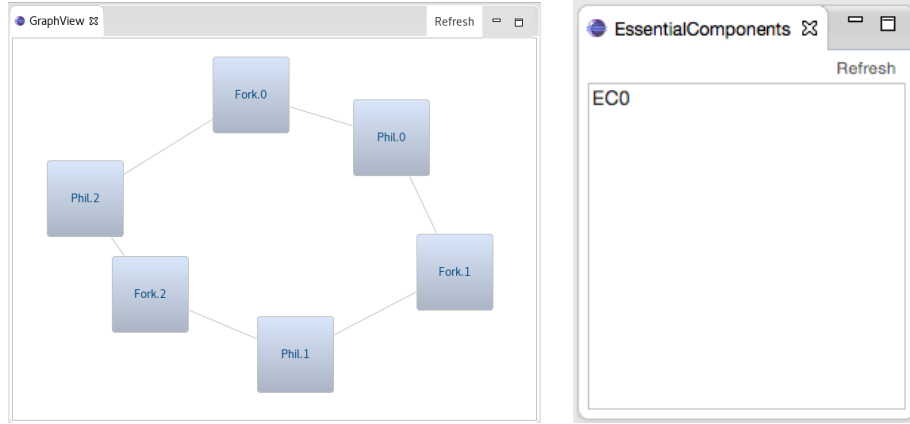 GraphView
Refresh
Fork.0
Phil.0
Phil.2
Fork.1
Fork.2
Phil.1
EssentialComponents
Refresh
EC0